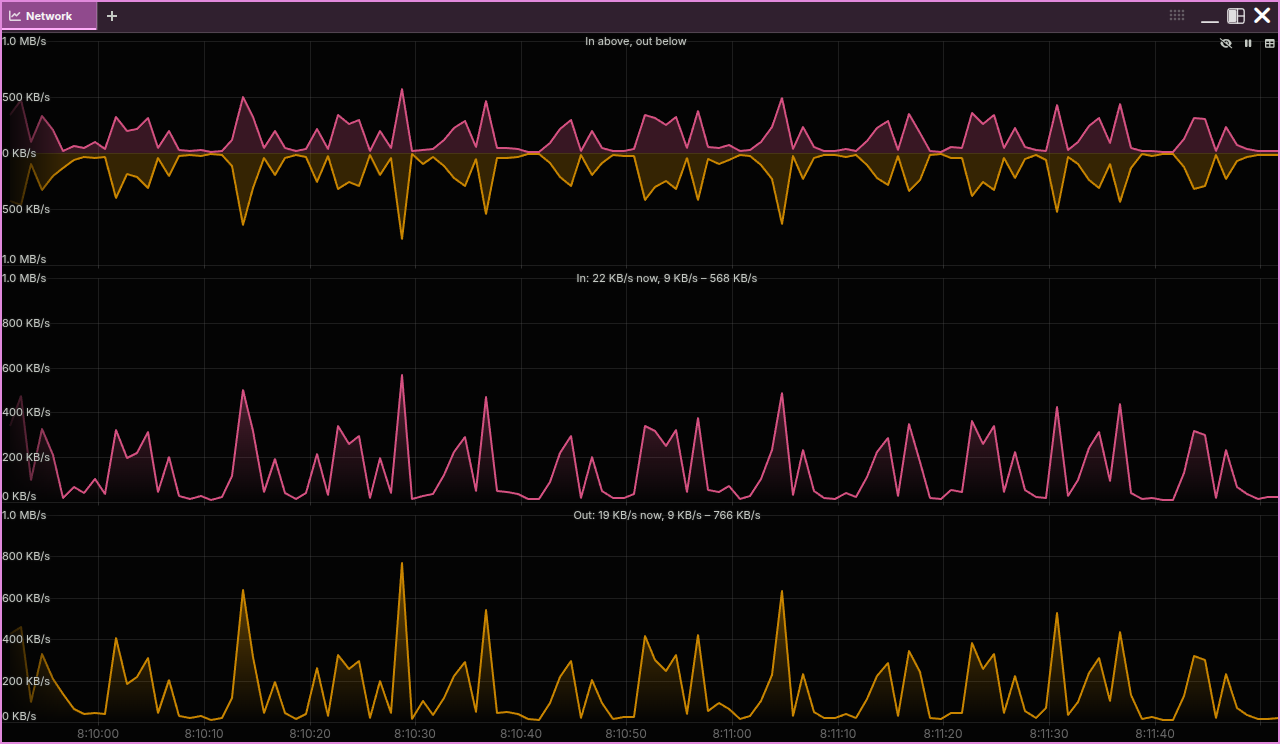 Network
1.0 MB/s
In above, out below
500 KB/s
0 KB/s
500 KB/s
1.0 MB/s
1.0 MB/s
In: 22 KB/s now, 9 KB/s – 568 KB/s
800 KB/s
600 KB/s
400 KB/s
200 KB/s
0 KB/s
1.0 MB/s
Out: 19 KB/s now, 9 KB/s – 766 KB/s
800 KB/s
600 KB/s
400 KB/s
200 KB/s
0 KB/s
8:10:00 8:10:10 8:10:20 8:10:30 8:10:40 8:10:50 8:11:00 8:11:10 8:11:20 8:11:30 8:11:40